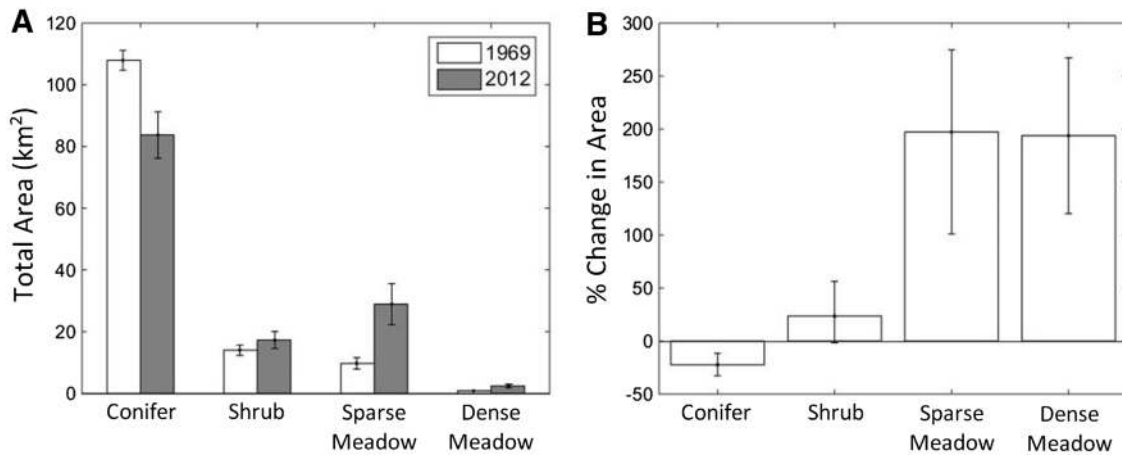 A
Total Area (km²)
120
100
80
60
40
20
0
1969
2012
Conifer
Shrub
Sparse
Meadow
Dense
Meadow
B
% Change in Area
300
250
200
150
100
50
0
-50
Conifer
Shrub
Sparse
Meadow
Dense
Meadow